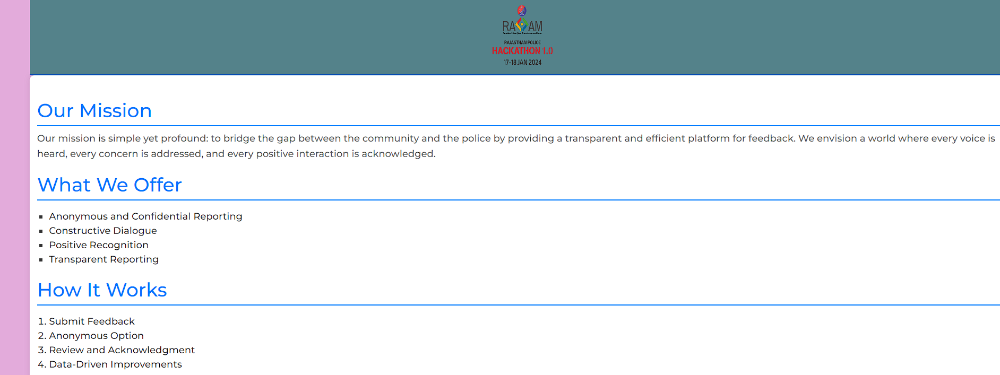 RAJASTHAN POLICE
HACKATHON 1.0
17-18 JAN 2024
Our Mission
Our mission is simple yet profound: to bridge the gap between the community and the police by providing a transparent and efficient platform for feedback. We envision a world where every voice is
heard, every concern is addressed, and every positive interaction is acknowledged.
What We Offer
▪ Anonymous and Confidential Reporting
▪ Constructive Dialogue
▪ Positive Recognition
▪ Transparent Reporting
How It Works
1. Submit Feedback
2. Anonymous Option
3. Review and Acknowledgment
4. Data-Driven Improvements